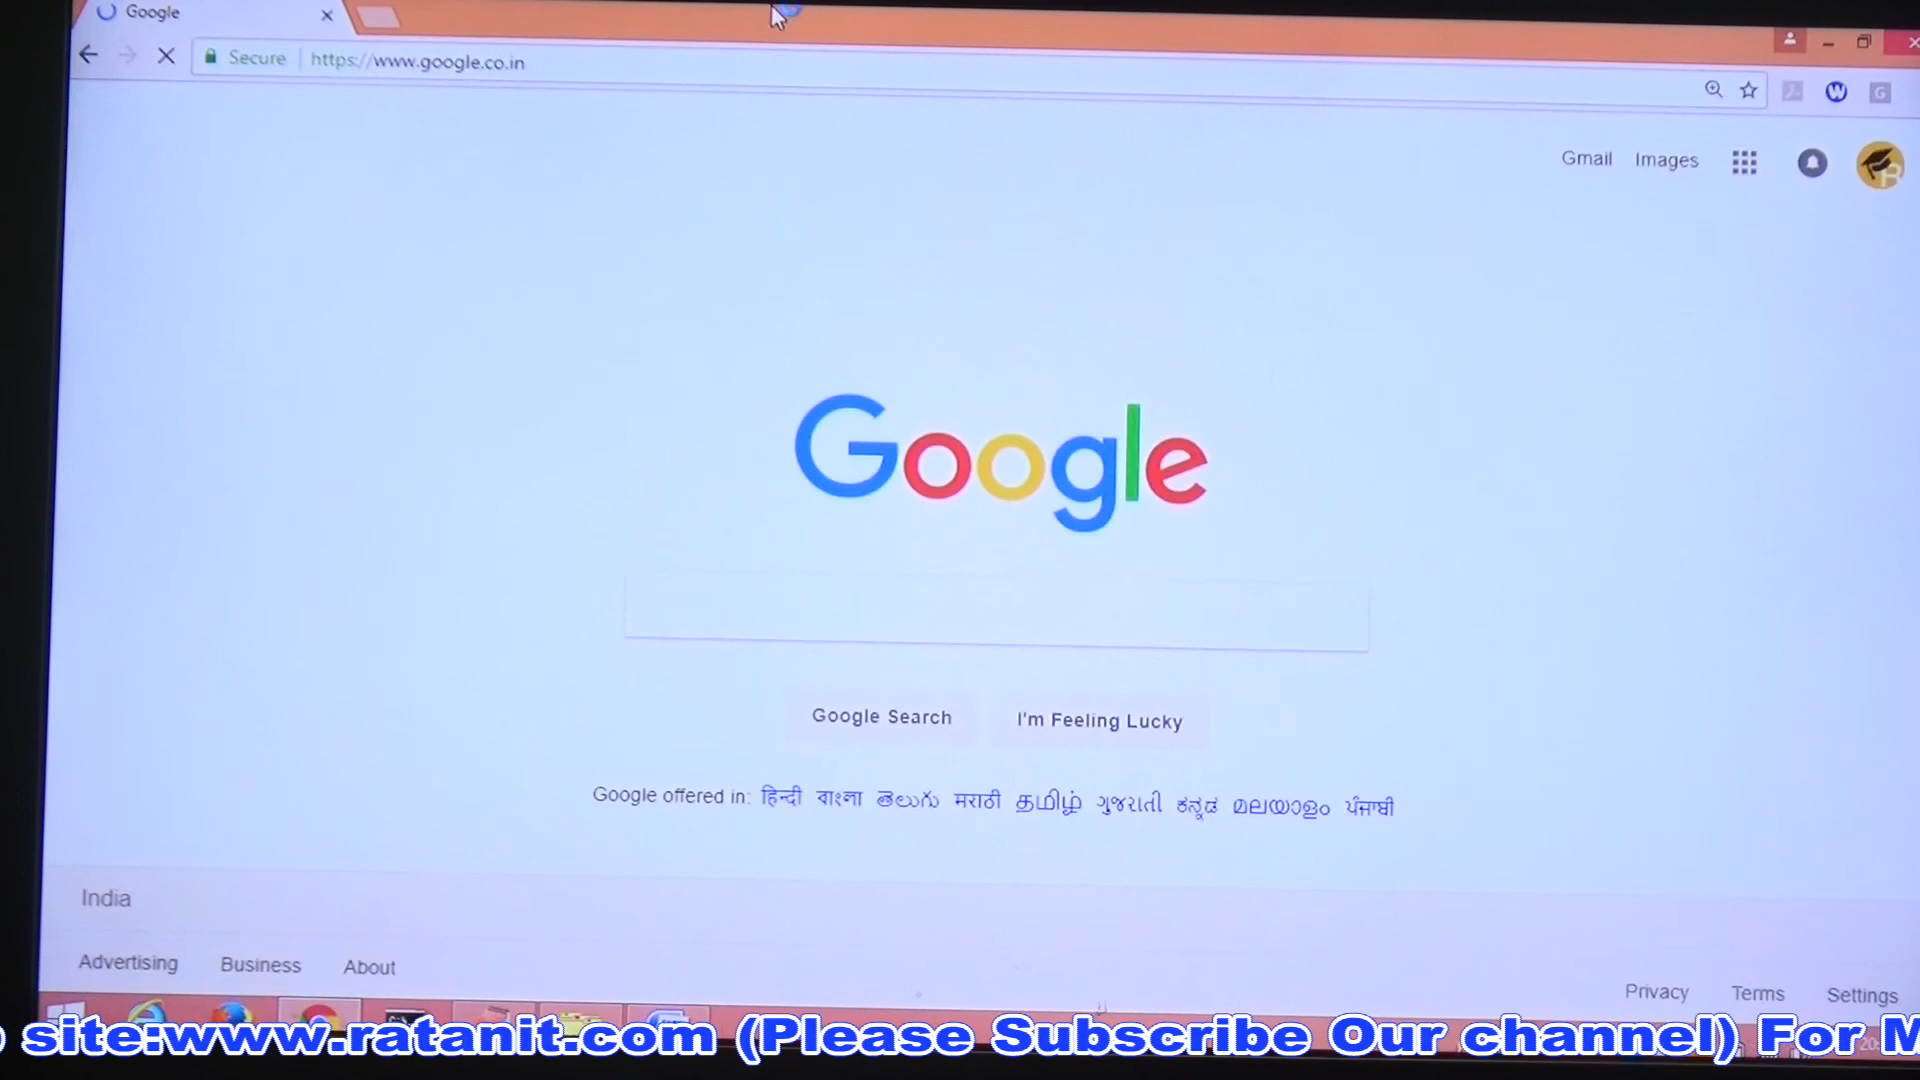 Google
Secure https://www.google.co.in
Gmail Images
Google
Google Search I'm Feeling Lucky
Google offered in: हिन्दी বাংলা తెలుగు मराठी தமிழ் ગુજરાતી ಕನ್ನಡ മലയാളം ਪੰਜਾਬੀ
India
Advertising Business About
Privacy Terms Settings
site:www.ratanit.com (Please Subscribe Our channel) For